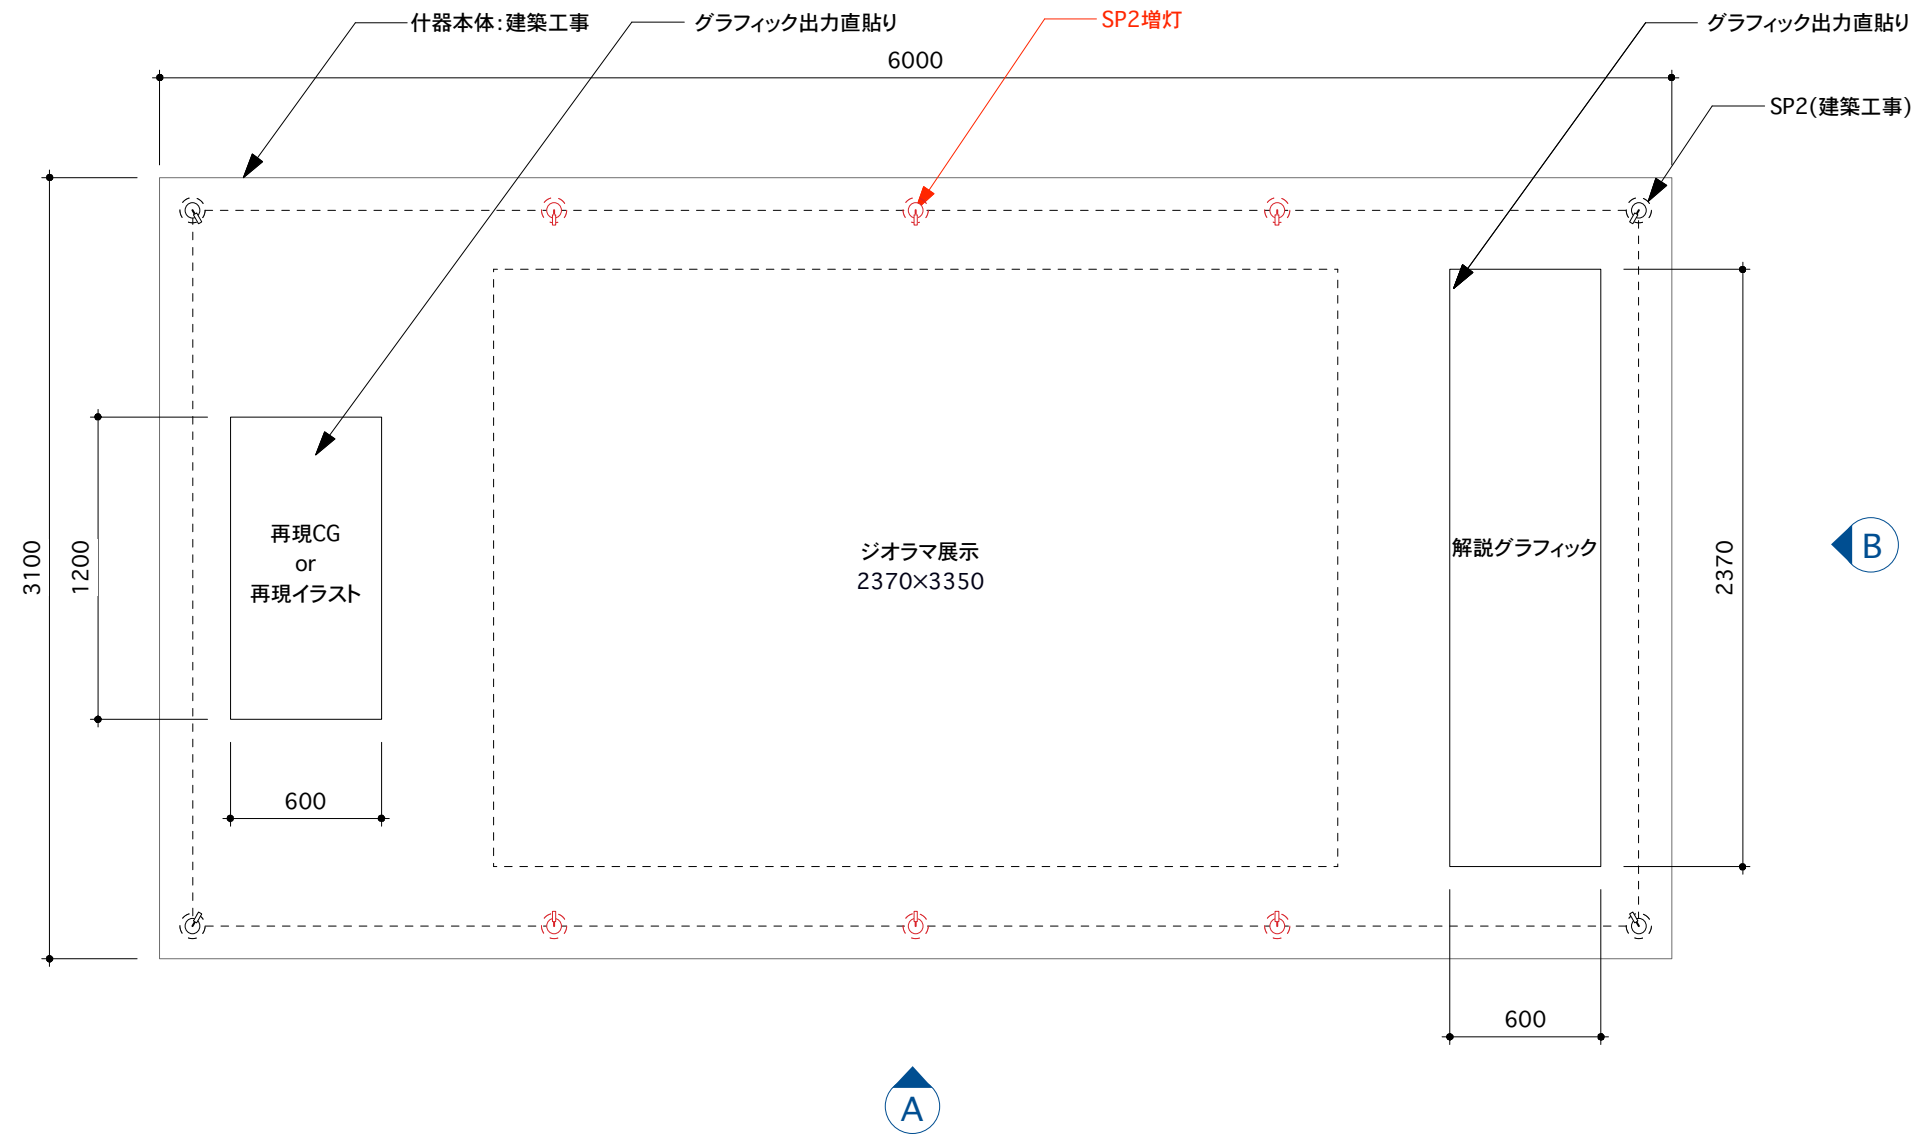 什器本体：建築工事
グラフィック出力直貼り
SP2増灯
グラフィック出力直貼り
6000
SP2(建築工事)
3100
1200
再現CG
or
再現イラスト
ジオラマ展示
2370×3350
解説グラフィック
2370
B
600
600
A